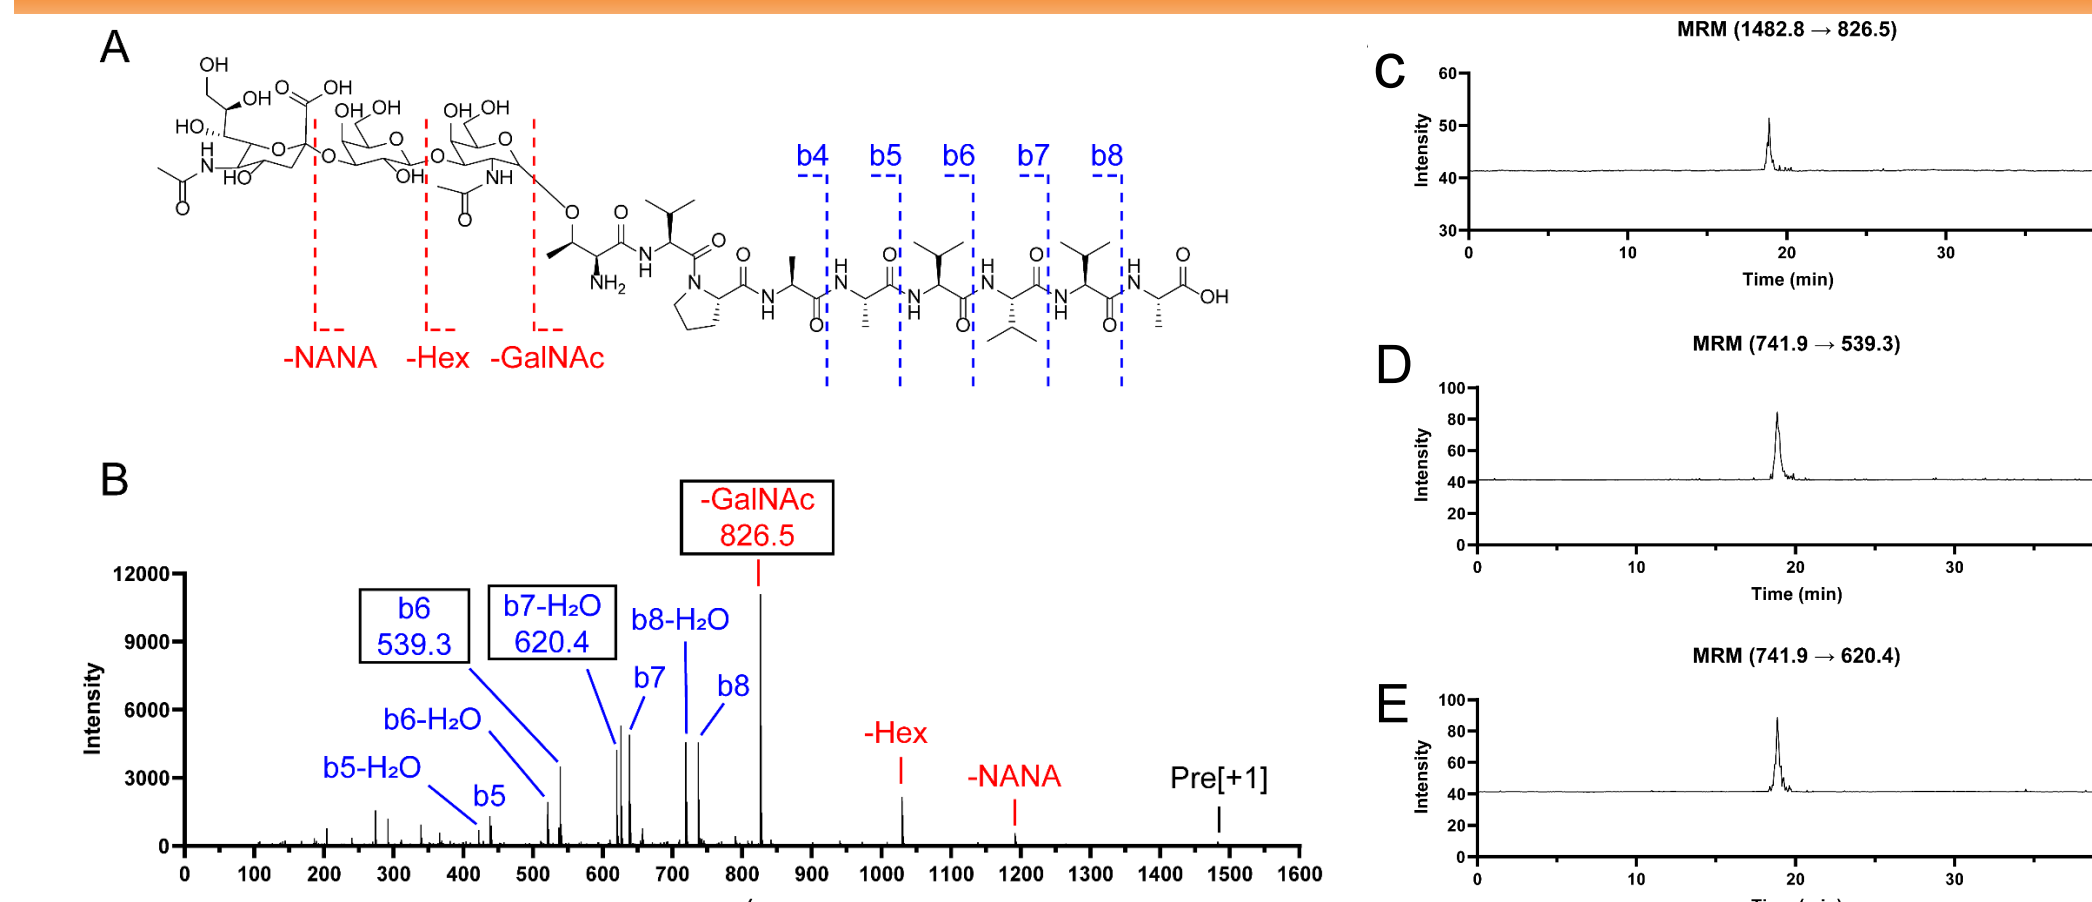 A
OH
OH
O
OH
HO
O
H
N
HO
O
O
OH
OH
O
OH
O
OH
OH
O
NH
O
O
O
NH₂
N
H
O
N
O
N
H
O
H
N
O
N
H
O
H
N
O
N
H
O
H
N
O
OH
b4
b5
b6
b7
b8
-NANA
-Hex
-GalNAc
B
-GalNAc
826.5
b6
539.3
b7-H₂O
620.4
b8-H₂O
b7
b8
b6-H₂O
b5-H₂O
b5
-Hex
-NANA
Pre[+1]
Intensity
12000
9000
6000
3000
0
0 100 200 300 400 500 600 700 800 900 1000 1100 1200 1300 1400 1500 1600
C
MRM (1482.8 → 826.5)
Intensity
60
50
40
30
0 10 20 30
Time (min)
D
MRM (741.9 → 539.3)
Intensity
100
80
60
40
20
0
0 10 20 30
Time (min)
E
MRM (741.9 → 620.4)
Intensity
100
80
60
40
20
0
0 10 20 30
Time (min)